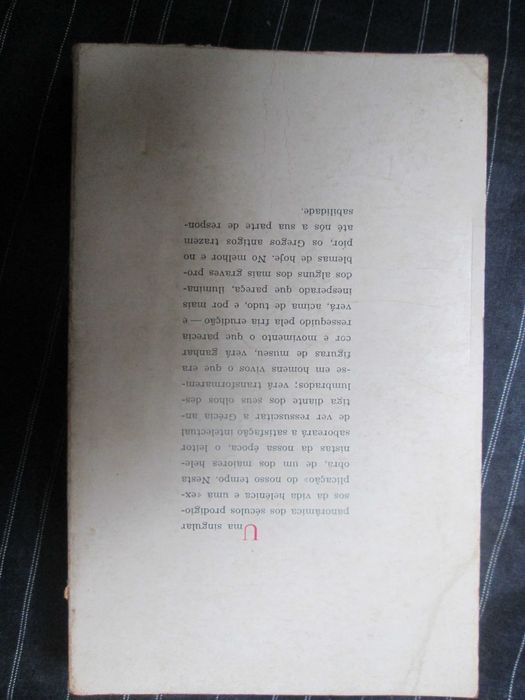 Uma singular
panorâmica dos séculos prodigio-
sos da vida helénica e uma «ex-
plicação» do nosso tempo. Nesta
obra, de um dos maiores hele-
nistas da nossa época, o leitor
saboreará a satisfação intelectual
de ver ressuscitar a Grécia an-
tiga diante dos seus olhos des-
lumbrados; verá transformarem-
-se em homens vivos o que era
figuras de museu, verá ganhar
cor e movimento o que parecia
ressequido pela fria erudição — e
verá, acima de tudo, e por mais
inesperado que pareça, ilumina-
dos alguns dos mais graves pro-
blemas de hoje. No melhor e no
pior, os Gregos antigos trazem
até nós a sua parte de respon-
sabilidade.